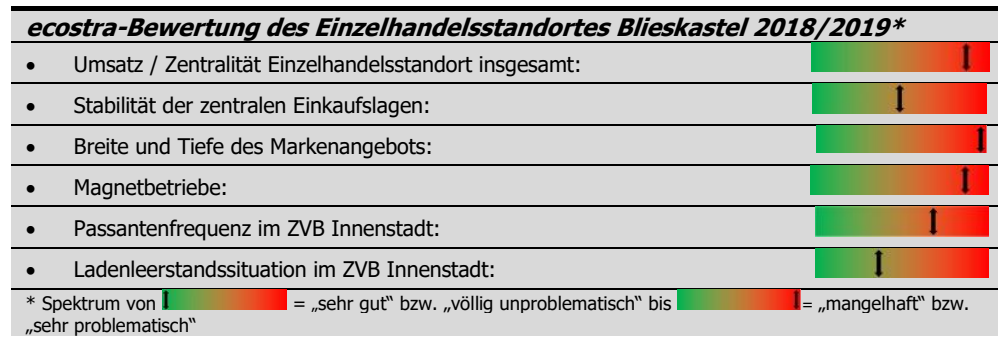 ecostra-Bewertung des Einzelhandelsstandortes Blieskastel 2018/2019*
• Umsatz / Zentralität Einzelhandelsstandort insgesamt:
• Stabilität der zentralen Einkaufslagen:
• Breite und Tiefe des Markenangebots:
• Magnetbetriebe:
• Passantenfrequenz im ZVB Innenstadt:
• Ladenleerstandssituation im ZVB Innenstadt:
* Spektrum von = „sehr gut“ bzw. „völlig unproblematisch“ bis = „mangelhaft“ bzw.
„sehr problematisch“